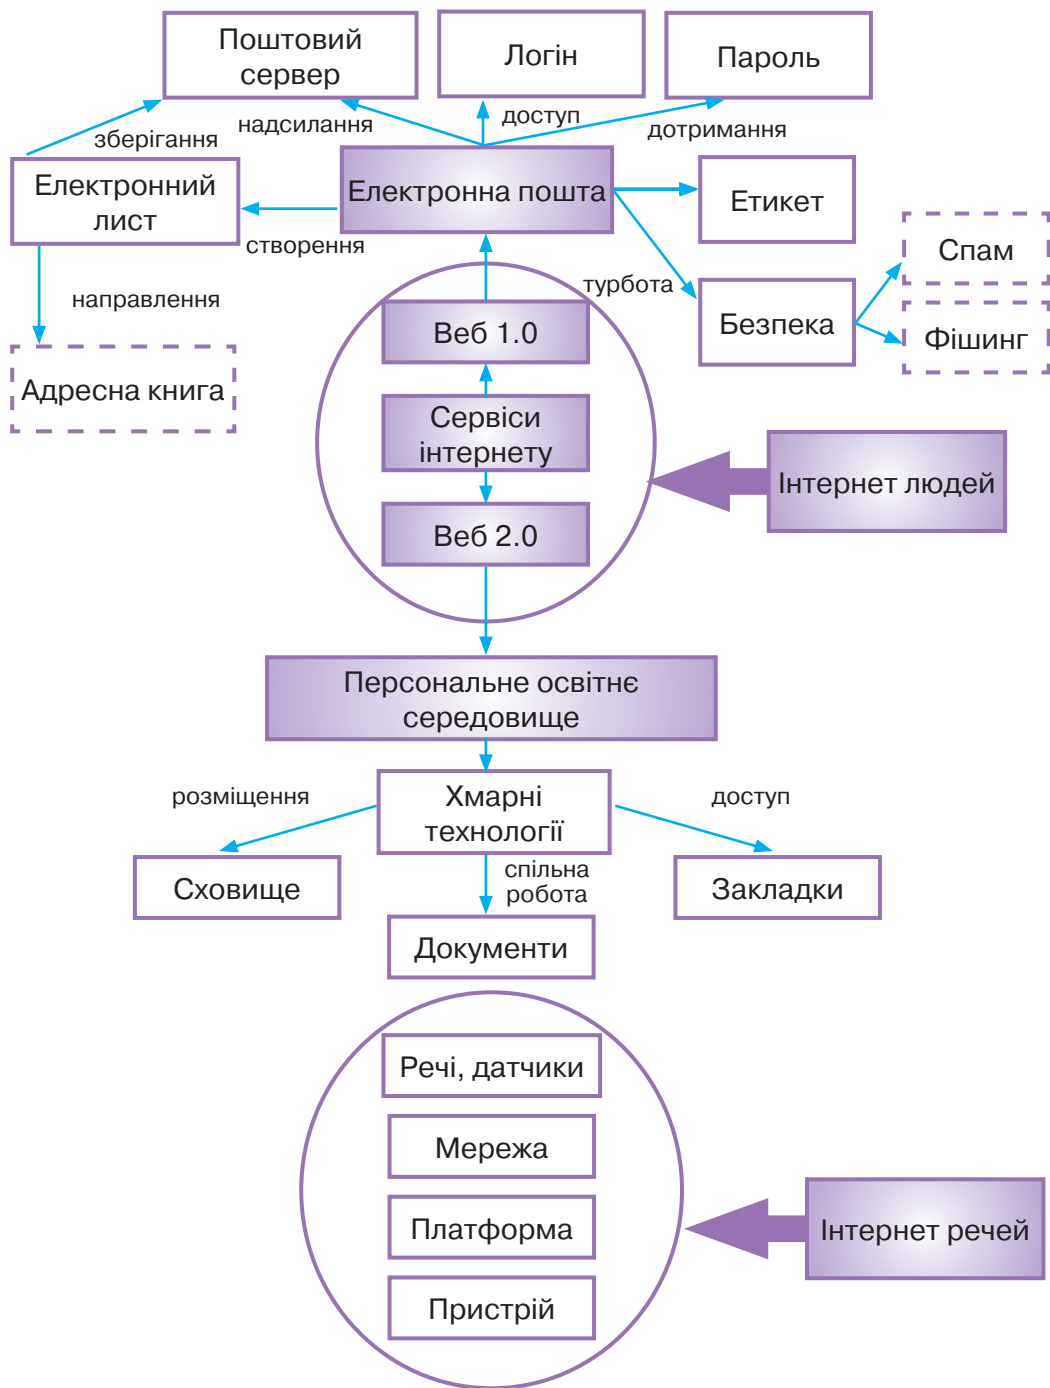 Поштовий
сервер
Логін
Пароль
зберігання
надсилання
доступ
дотримання
Електронний
лист
Електронна пошта
Етикет
створення
направлення
турбота
Спам
Безпека
Фішинг
Адресна книга
Веб 1.0
Сервіси
інтернету
Веб 2.0
Інтернет людей
Персональне освітнє
середовище
розміщення
Хмарні
технології
доступ
Сховище
спільна
робота
Закладки
Документи
Речі, датчики
Мережа
Платформа
Пристрій
Інтернет речей